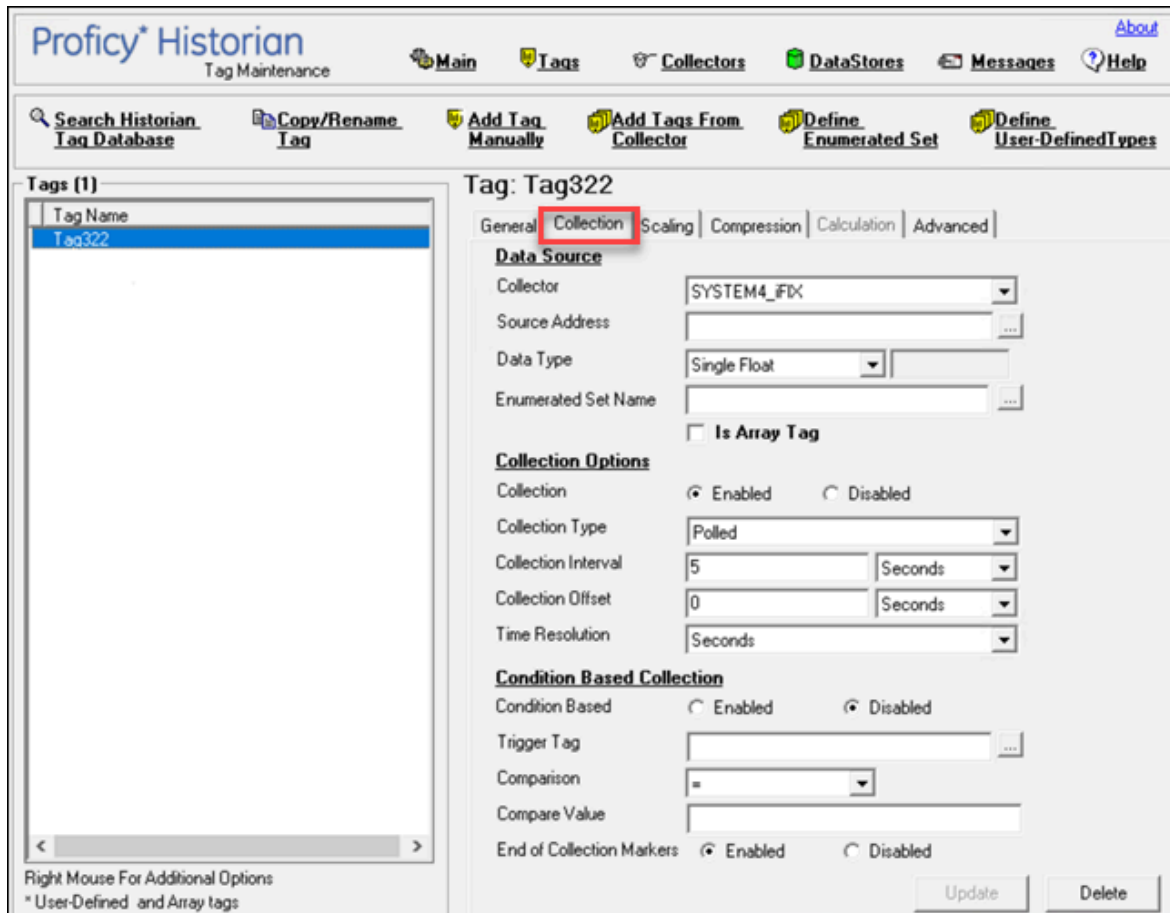 About
Proficy* Historian
Tag Maintenance
Main Tags Collectors DataStores Messages Help
Search Historian Tag Database
Copy/Rename Tag
Add Tag Manually
Add Tags From Collector
Define Enumerated Set
Define User-DefinedTypes
Tags (1)
Tag Name
Tag322
Right Mouse For Additional Options
* User-Defined and Array tags
Tag: Tag322
General Collection Scaling Compression Calculation Advanced
Data Source
Collector SYSTEM4_iFIX
Source Address ...
Data Type Single Float
Enumerated Set Name ...
Is Array Tag
Collection Options
Collection Enabled Disabled
Collection Type Polled
Collection Interval 5 Seconds
Collection Offset 0 Seconds
Time Resolution Seconds
Condition Based Collection
Condition Based Enabled Disabled
Trigger Tag ...
Comparison =
Compare Value
End of Collection Markers Enabled Disabled
Update Delete